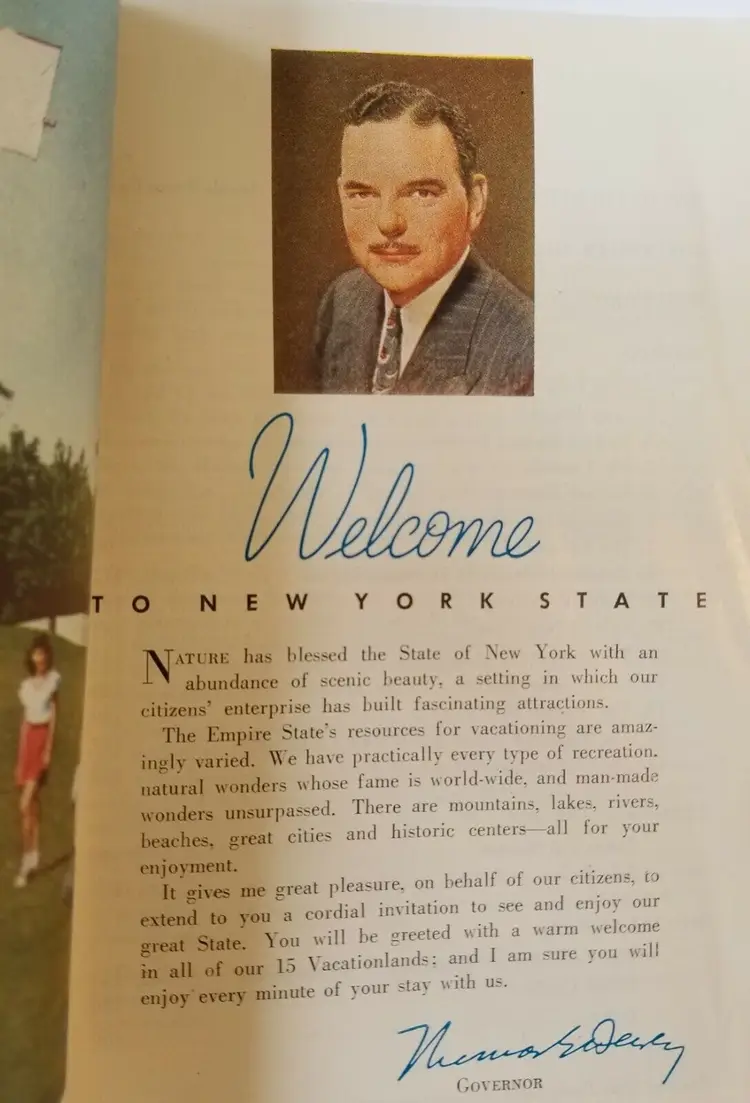 Welcome
TO NEW YORK STATE
NATURE has blessed the State of New York with an
abundance of scenic beauty, a setting in which our
citizens' enterprise has built fascinating attractions.
The Empire State's resources for vacationing are amaz-
ingly varied. We have practically every type of recreation.
natural wonders whose fame is world-wide, and man-made
wonders unsurpassed. There are mountains, lakes, rivers,
beaches, great cities and historic centers—all for your
enjoyment.
It gives me great pleasure, on behalf of our citizens, to
extend to you a cordial invitation to see and enjoy our
great State. You will be greeted with a warm welcome
in all of our 15 Vacationlands; and I am sure you will
enjoy every minute of your stay with us.
Thomas E. Dewey
GOVERNOR